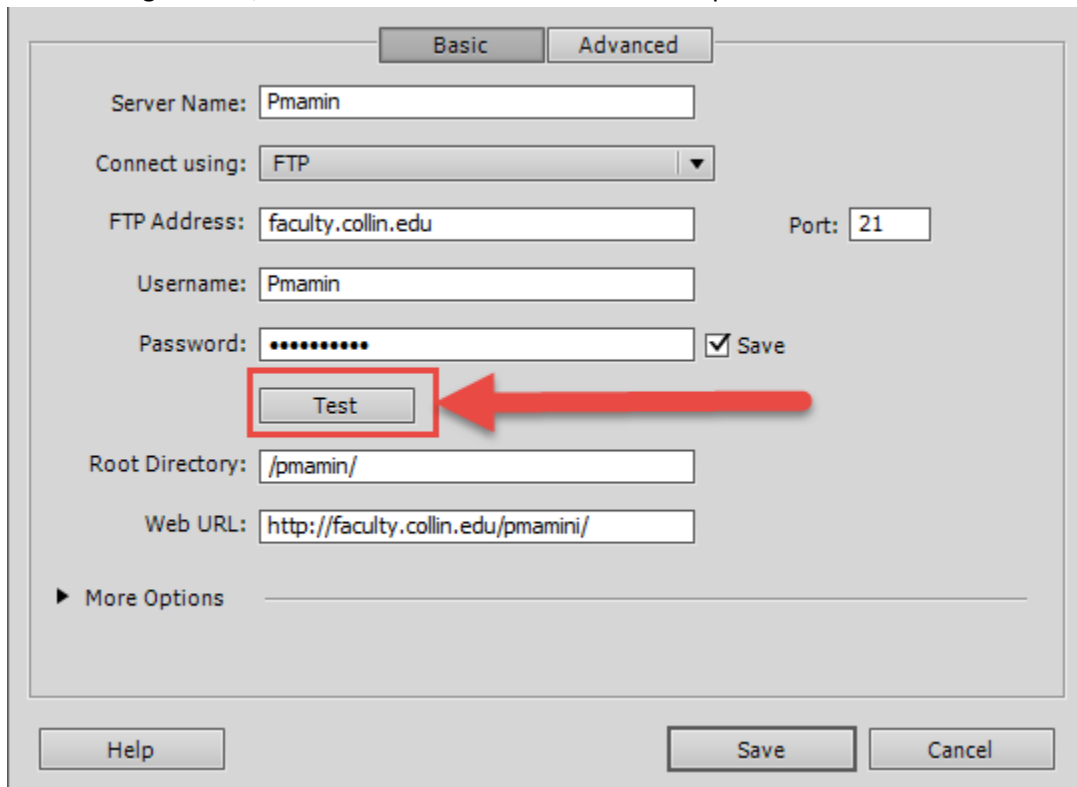 Basic Advanced
Server Name: Pmamin
Connect using: FTP
FTP Address: faculty.collin.edu Port: 21
Username: Pmamin
Password: •••••••••• Save
Test
Root Directory: /pmamin/
Web URL: http://faculty.collin.edu/pmamini/
More Options
Help Save Cancel